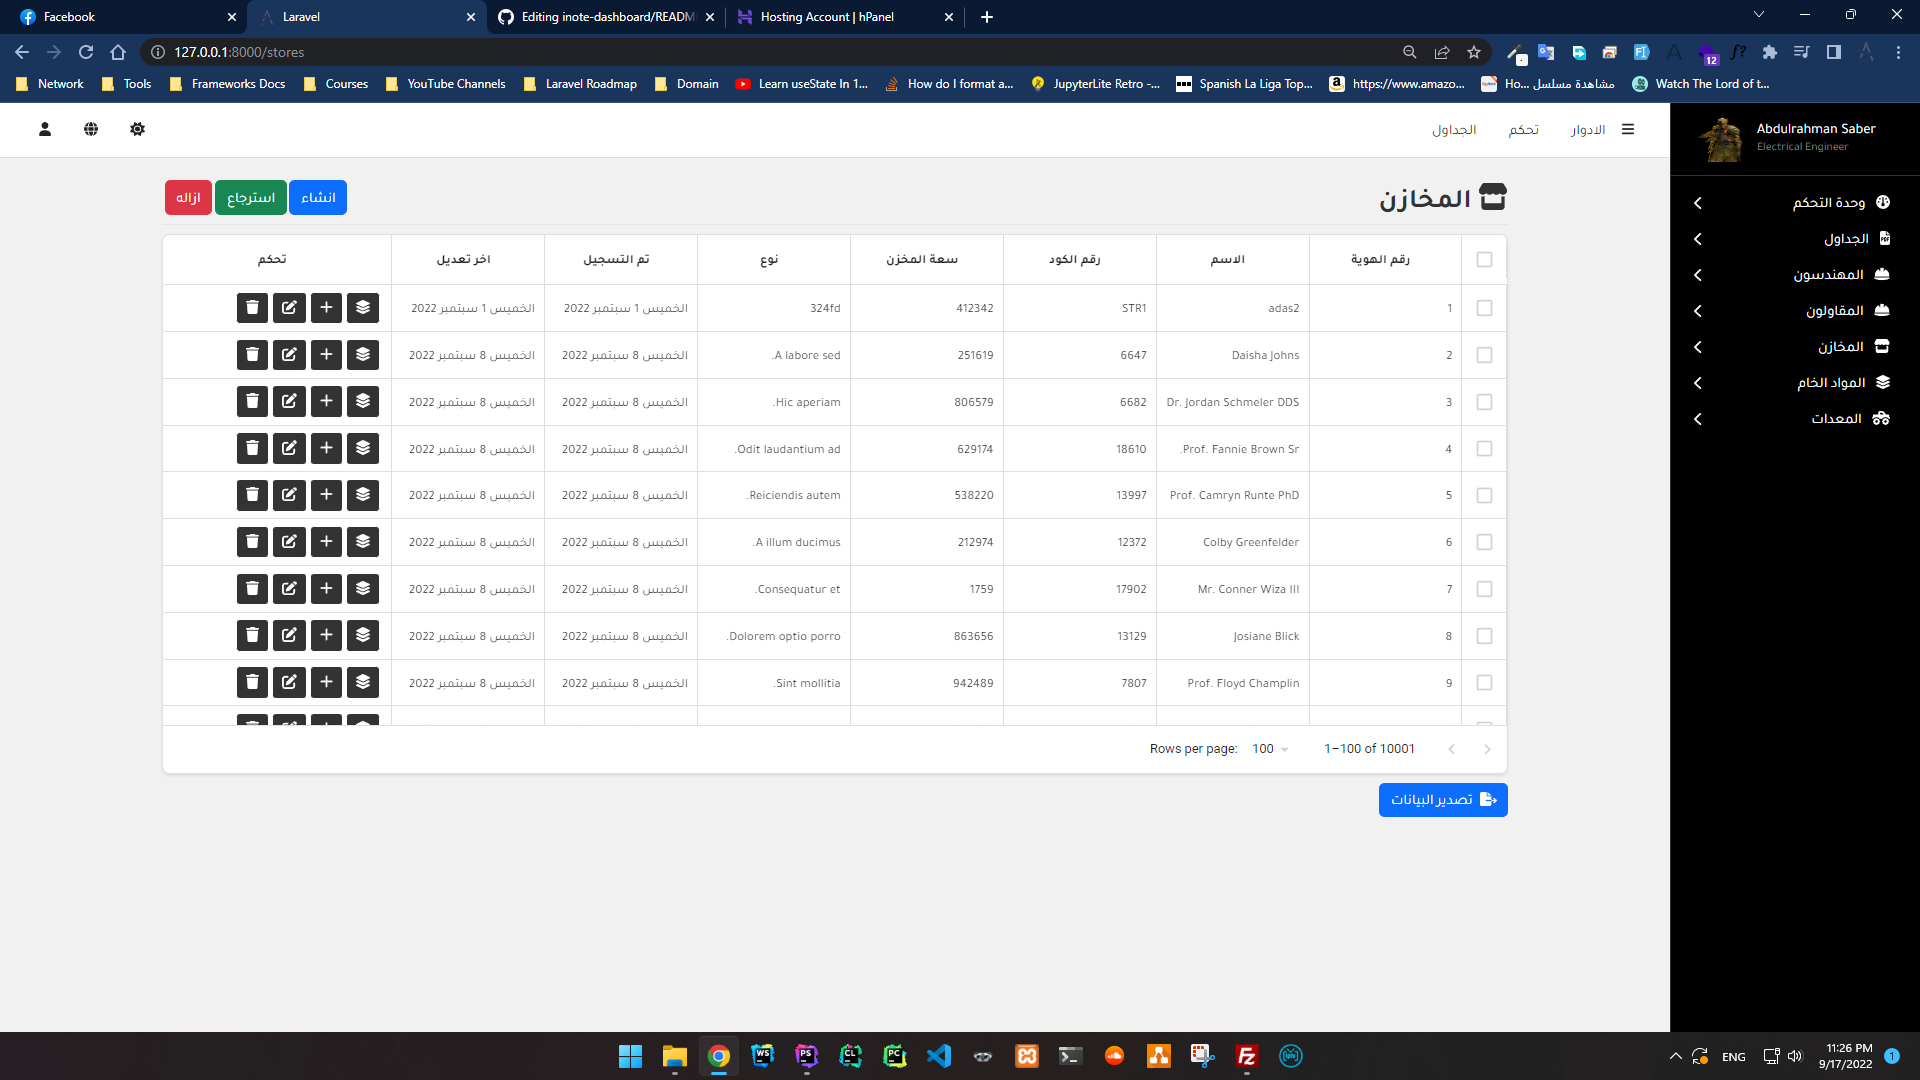 Facebook
Laravel
Editing inote-dashboard/READM
Hosting Account | hPanel
127.0.0.1:8000/stores
12
Network
Tools
Frameworks Docs
Courses
YouTube Channels
Laravel Roadmap
Domain
Learn useState In 1...
How do I format a...
JupyterLite Retro -...
Spanish La Liga Top...
https://www.amazo...
مشاهدة مسلسل Ho...
Watch The Lord of t...
Abdulrahman Saber
Electrical Engineer
وحدة التحكم
الجداول
المهندسون
المقاولون
المخازن
المواد الخام
المعدات
الادوار تحكم الجداول
المخازن
انشاء استرجاع ازاله
رقم الهوية الاسم رقم الكود سعة المخزن نوع تم التسجيل اخر تعديل تحكم
1 adas2 STR1 412342 324fd الخميس 1 سبتمبر 2022 الخميس 1 سبتمبر 2022
2 Daisha Johns 6647 251619 A labore sed. الخميس 8 سبتمبر 2022 الخميس 8 سبتمبر 2022
3 Dr. Jordan Schmeler DDS 6682 806579 Hic aperiam. الخميس 8 سبتمبر 2022 الخميس 8 سبتمبر 2022
4 Prof. Fannie Brown Sr. 18610 629174 Odit laudantium ad. الخميس 8 سبتمبر 2022 الخميس 8 سبتمبر 2022
5 Prof. Camryn Runte PhD 13997 538220 Reiciendis autem. الخميس 8 سبتمبر 2022 الخميس 8 سبتمبر 2022
6 Colby Greenfelder 12372 212974 A illum ducimus. الخميس 8 سبتمبر 2022 الخميس 8 سبتمبر 2022
7 Mr. Conner Wiza III 17902 1759 Consequatur et. الخميس 8 سبتمبر 2022 الخميس 8 سبتمبر 2022
8 Josiane Blick 13129 863656 Dolorem optio porro. الخميس 8 سبتمبر 2022 الخميس 8 سبتمبر 2022
9 Prof. Floyd Champlin 7807 942489 Sint mollitia. الخميس 8 سبتمبر 2022 الخميس 8 سبتمبر 2022
Rows per page: 100 1–100 of 10001
تصدير البيانات
WS
PS
CL
PC
ENG
11:26 PM
9/17/2022
1